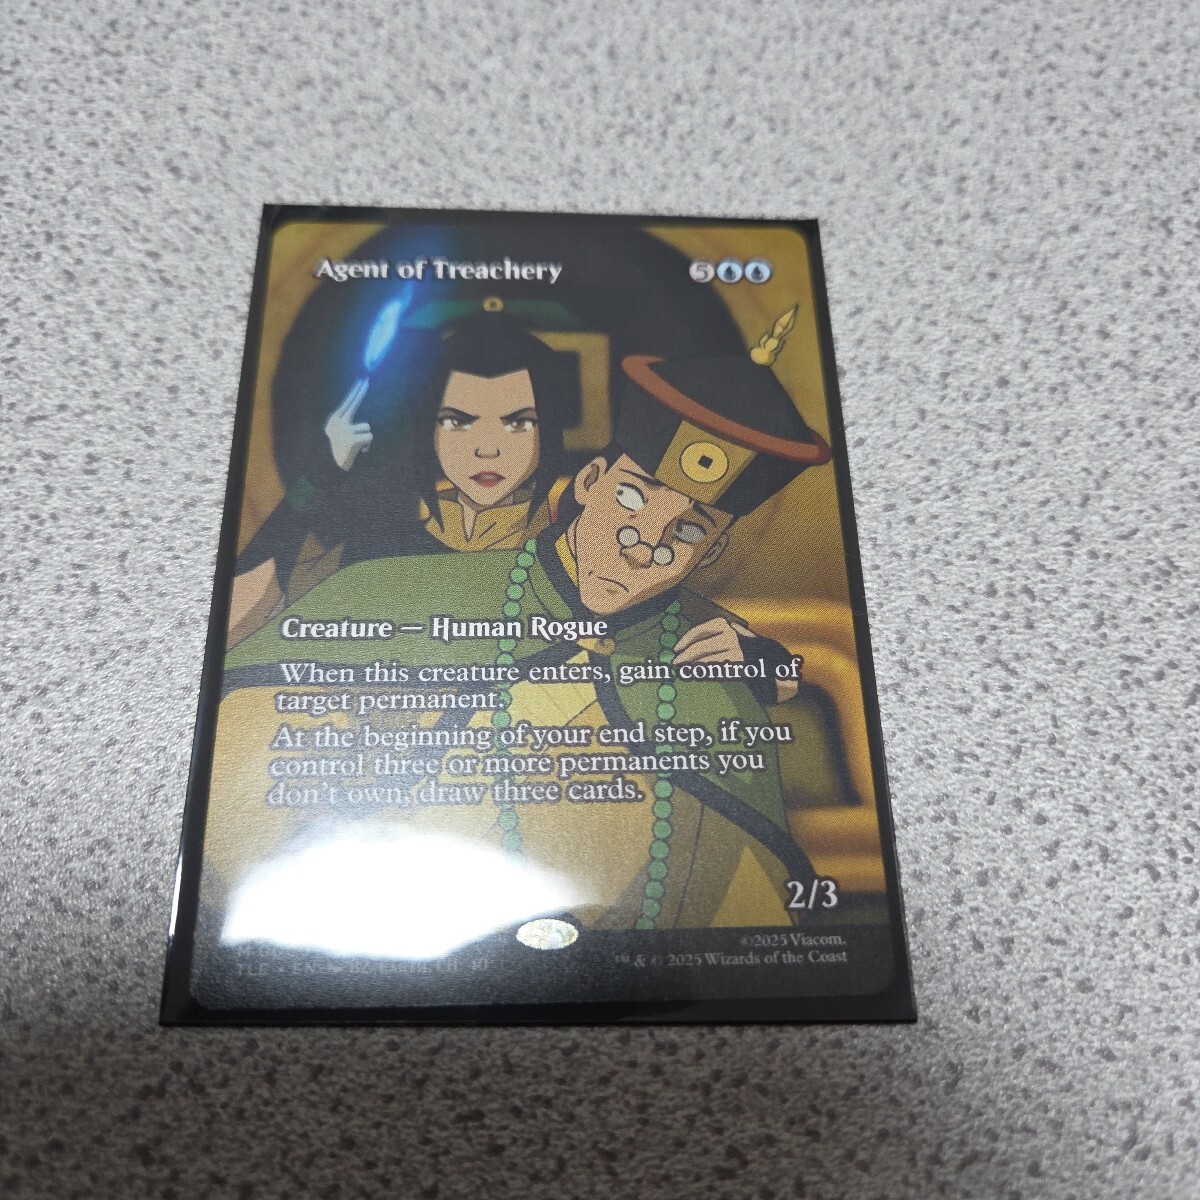 Agent of Treachery 5
Creature — Human Rogue
When this creature enters, gain control of
target permanent.
At the beginning of your end step, if you
control three or more permanents you
don't own, draw three cards.
2/3
©2025 Viacom.
TLE • EN
™ & © 2025 Wizards of the Coast